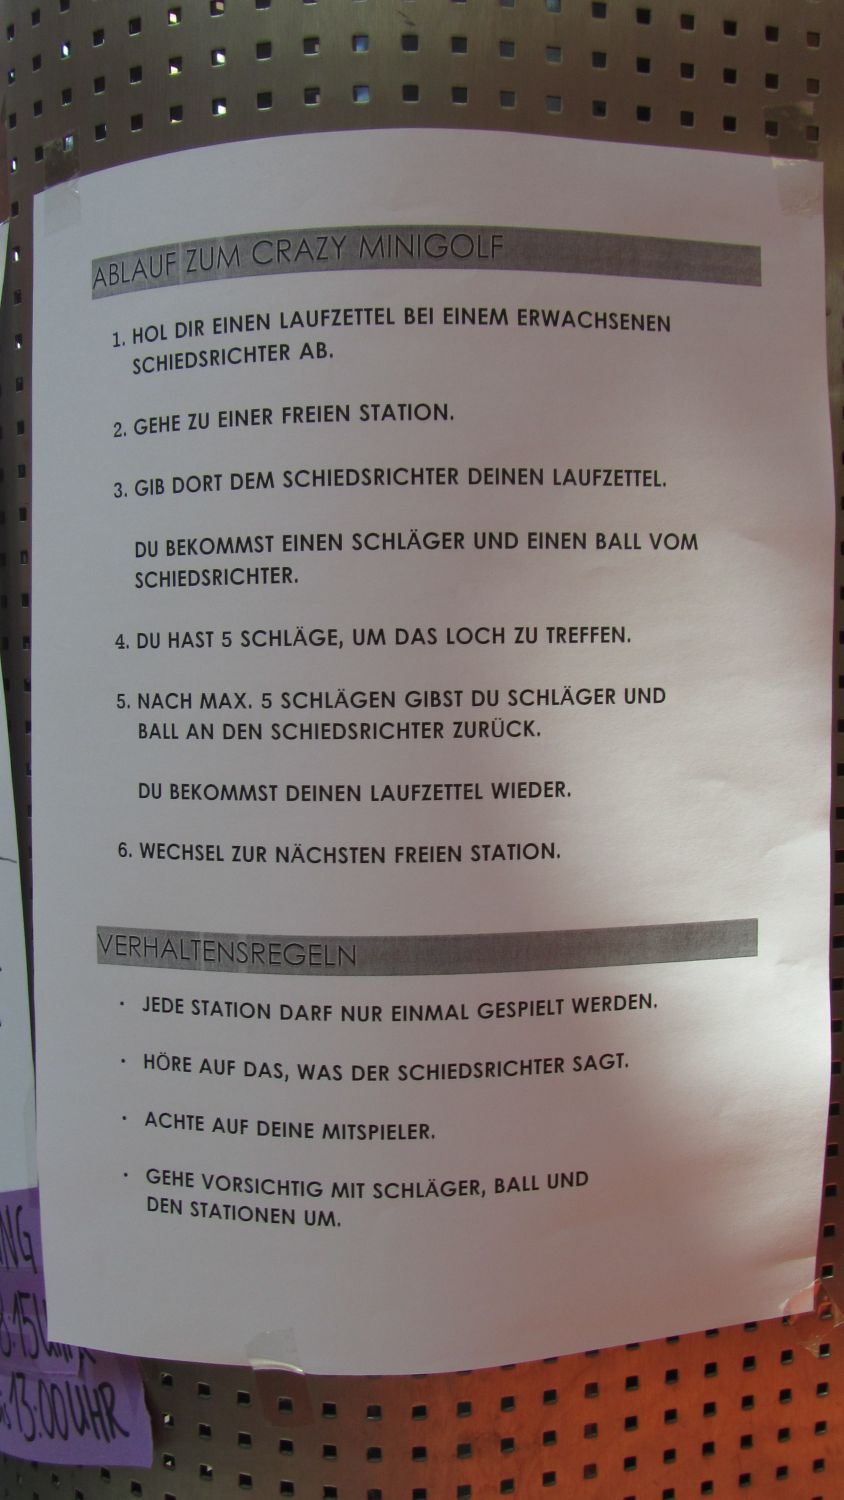 ABLAUF ZUM CRAZY MINIGOLF
1. HOL DIR EINEN LAUFZETTEL BEI EINEM ERWACHSENEN
SCHIEDSRICHTER AB.
2. GEHE ZU EINER FREIEN STATION.
3. GIB DORT DEM SCHIEDSRICHTER DEINEN LAUFZETTEL.
DU BEKOMMST EINEN SCHLÄGER UND EINEN BALL VOM
SCHIEDSRICHTER.
4. DU HAST 5 SCHLÄGE, UM DAS LOCH ZU TREFFEN.
5. NACH MAX. 5 SCHLÄGEN GIBST DU SCHLÄGER UND
BALL AN DEN SCHIEDSRICHTER ZURÜCK.
DU BEKOMMST DEINEN LAUFZETTEL WIEDER.
6. WECHSEL ZUR NÄCHSTEN FREIEN STATION.
VERHALTENSREGELN
· JEDE STATION DARF NUR EINMAL GESPIELT WERDEN.
· HÖRE AUF DAS, WAS DER SCHIEDSRICHTER SAGT.
· ACHTE AUF DEINE MITSPIELER.
· GEHE VORSICHTIG MIT SCHLÄGER, BALL UND
DEN STATIONEN UM.
13:00 UHR